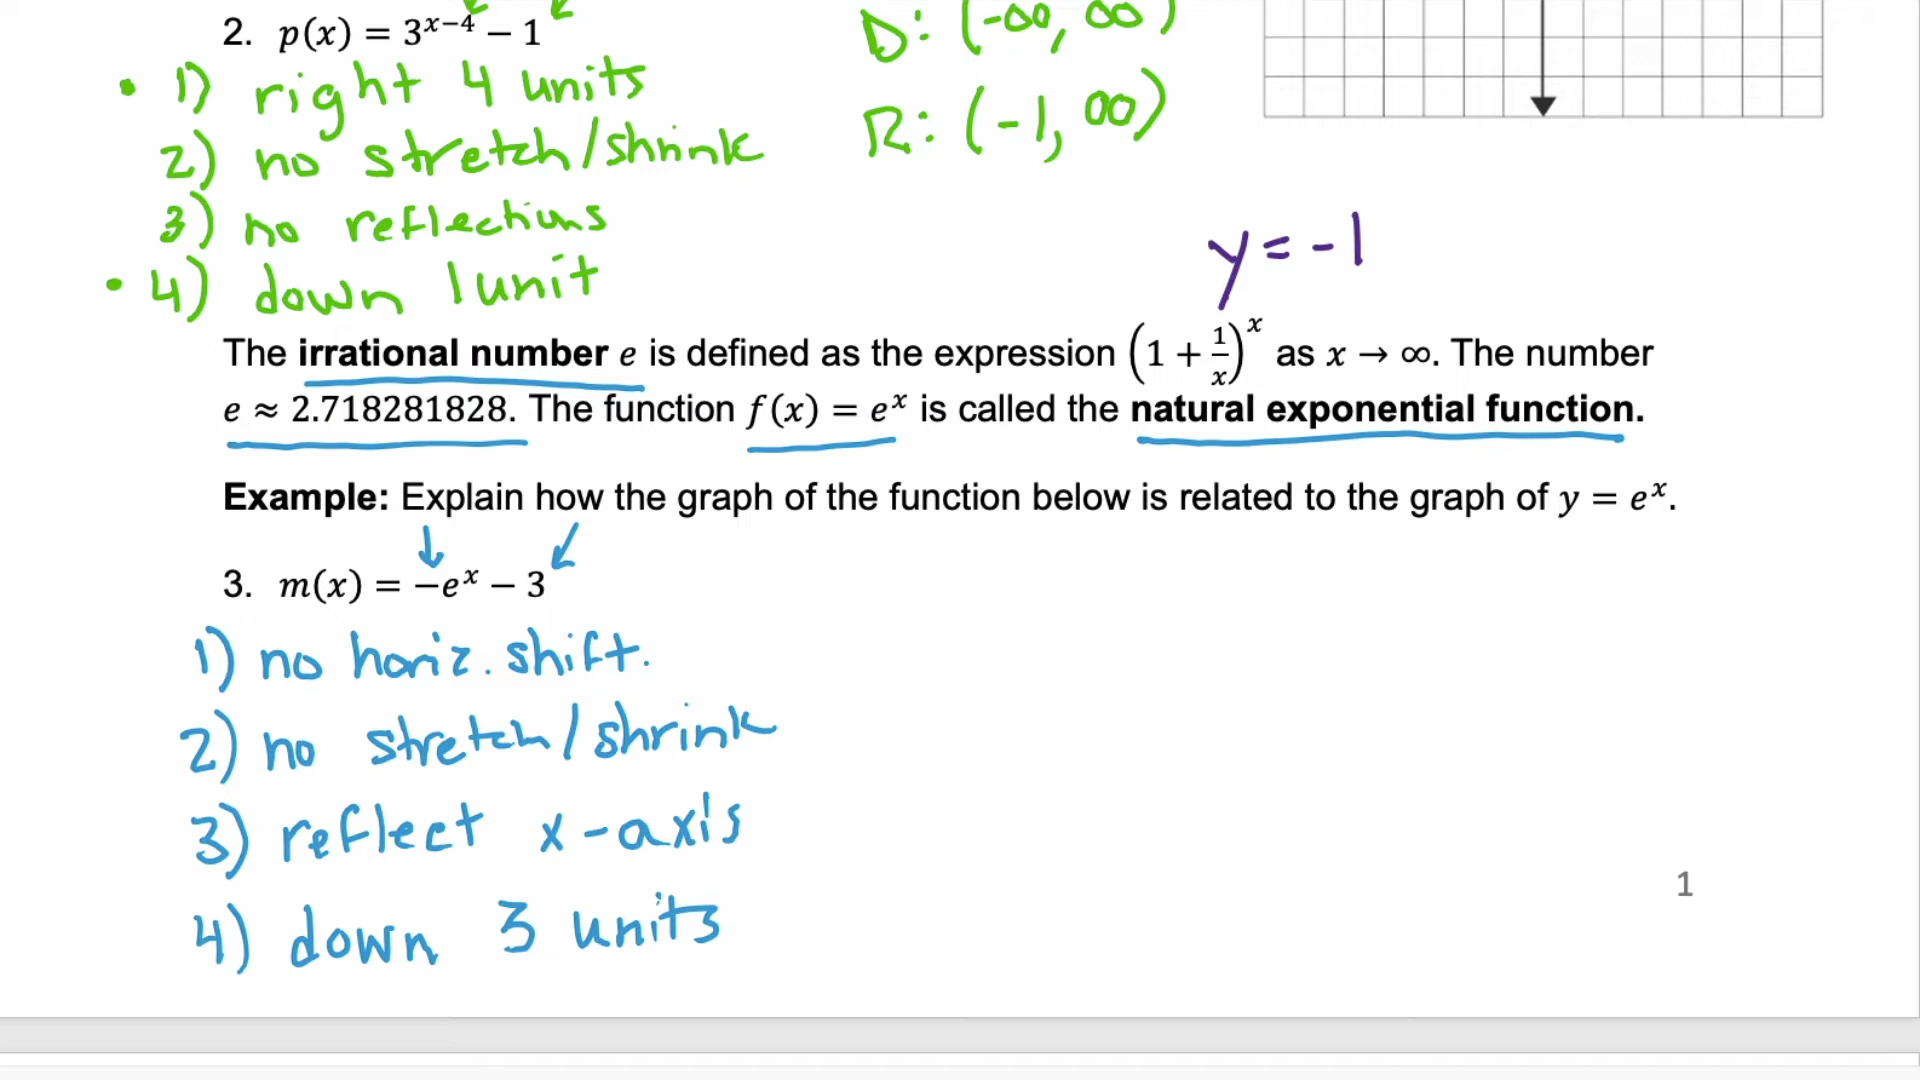 2. p(x) = 3^{x−4} − 1
D: (-∞, ∞)
• 1) right 4 units
R: (-1, ∞)
2) no stretch/shrink
3) no reflections
y = -1
• 4) down 1 unit
The irrational number e is defined as the expression (1 + 1/x)^x as x → ∞. The number
e ≈ 2.718281828. The function f(x) = e^x is called the natural exponential function.
Example: Explain how the graph of the function below is related to the graph of y = e^x.
3. m(x) = −e^x − 3
1) no horiz. shift.
2) no stretch/shrink
3) reflect x-axis
4) down 3 units
1